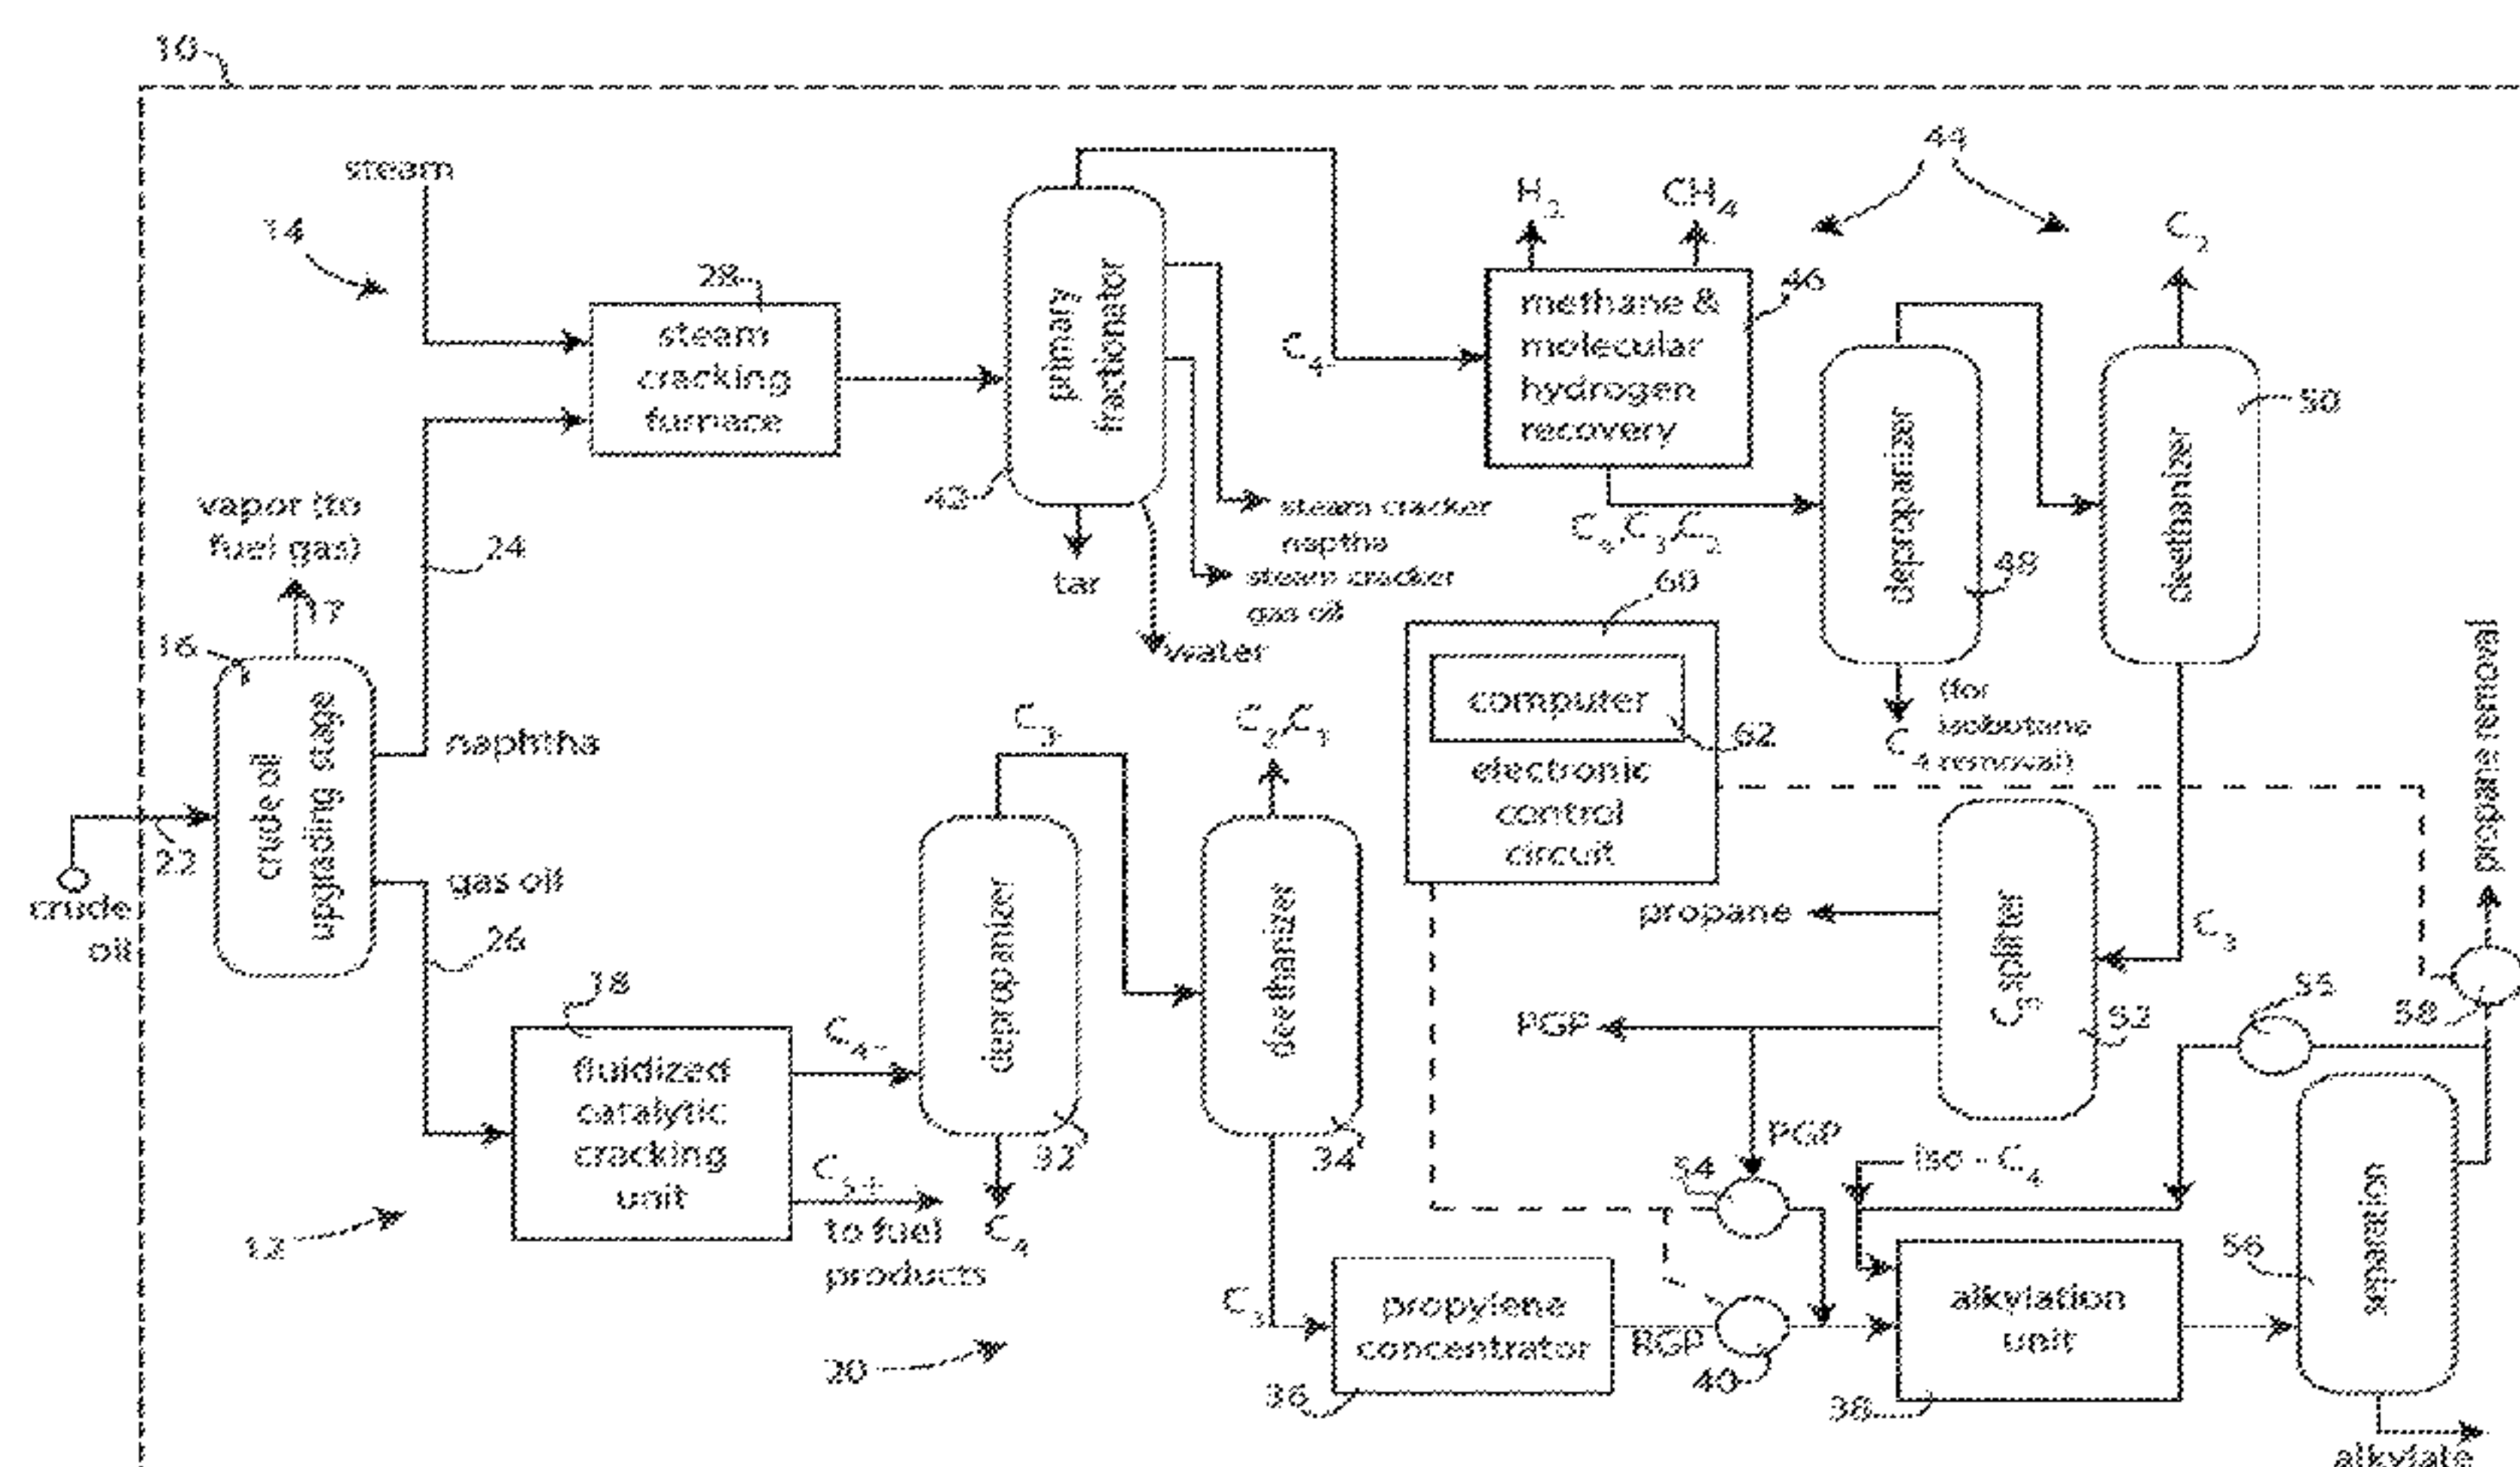 10
44
steam
H2
CH4
C2
14
28
46
steam
cracking
furnace
primary
fractionator
methane &
molecular
hydrogen
recovery
C4-
depropanizer
deethanizer
50
42
vapor (to
fuel gas)
24
steam cracker
naptha
C4, C3, C2
steam cracker
gas oil
tar
60
48
17
16
water
computer
62
(for
isobutane
removal)
C4
crude oil
upgrading stage
naphtha
C3-
C2, C1
electronic
control
circuit
propane removal
22
crude
oil
gas oil
26
depropanizer
deethanizer
propane
C3 splitter
C3
18
C4-
PGP
52
55
58
fluidized
catalytic
cracking
unit
C5+
to fuel
products
32
34
C4
54
PGP
iso - C4
12
separation
56
C3
propylene
concentrator
RGP
alkylation
unit
20
36
40
38
alkylate